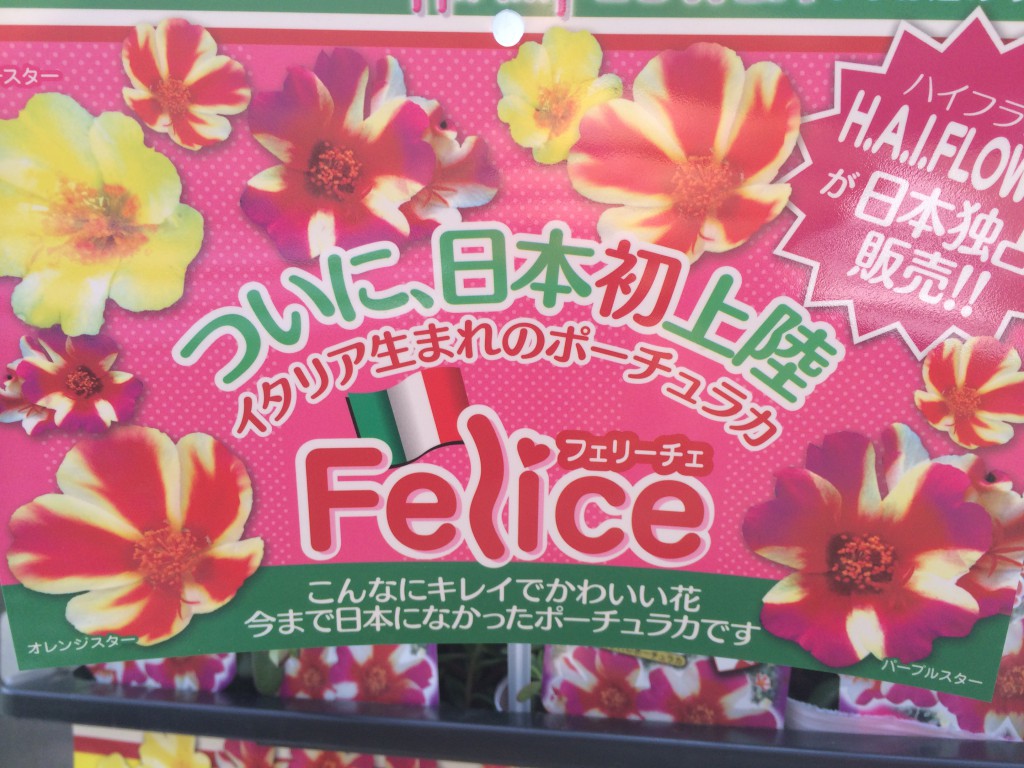 スター
ハイフラ
H.A.I.FLOW
が日本独占
販売!!
ついに、日本初上陸
イタリア生まれのポーチュラカ
フェリーチェ
Felice
こんなにキレイでかわいい花
今まで日本になかったポーチュラカです
オレンジスター
パープルスター